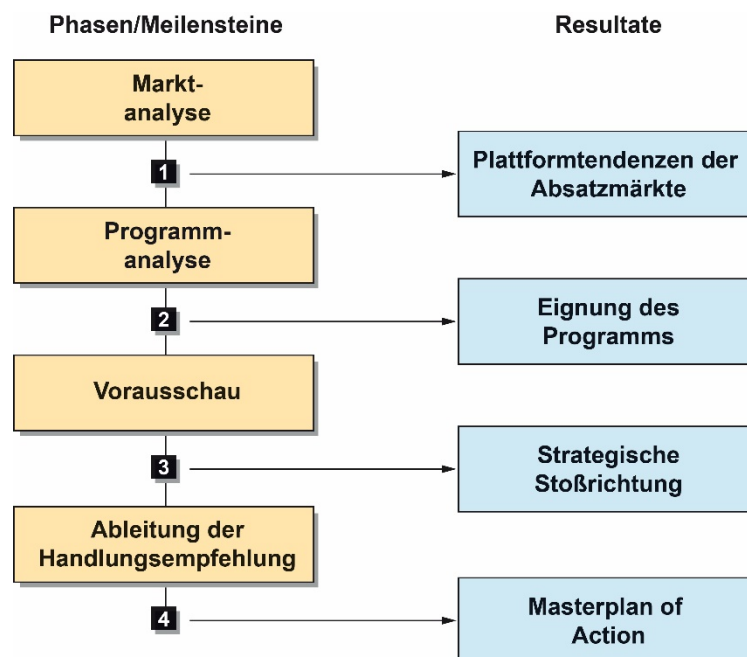 Phasen/Meilensteine
Resultate
Markt-
analyse
1
Plattformtendenzen der
Absatzmärkte
Programm-
analyse
2
Eignung des
Programms
Vorausschau
3
Strategische
Stoßrichtung
Ableitung der
Handlungsempfehlung
4
Masterplan of
Action